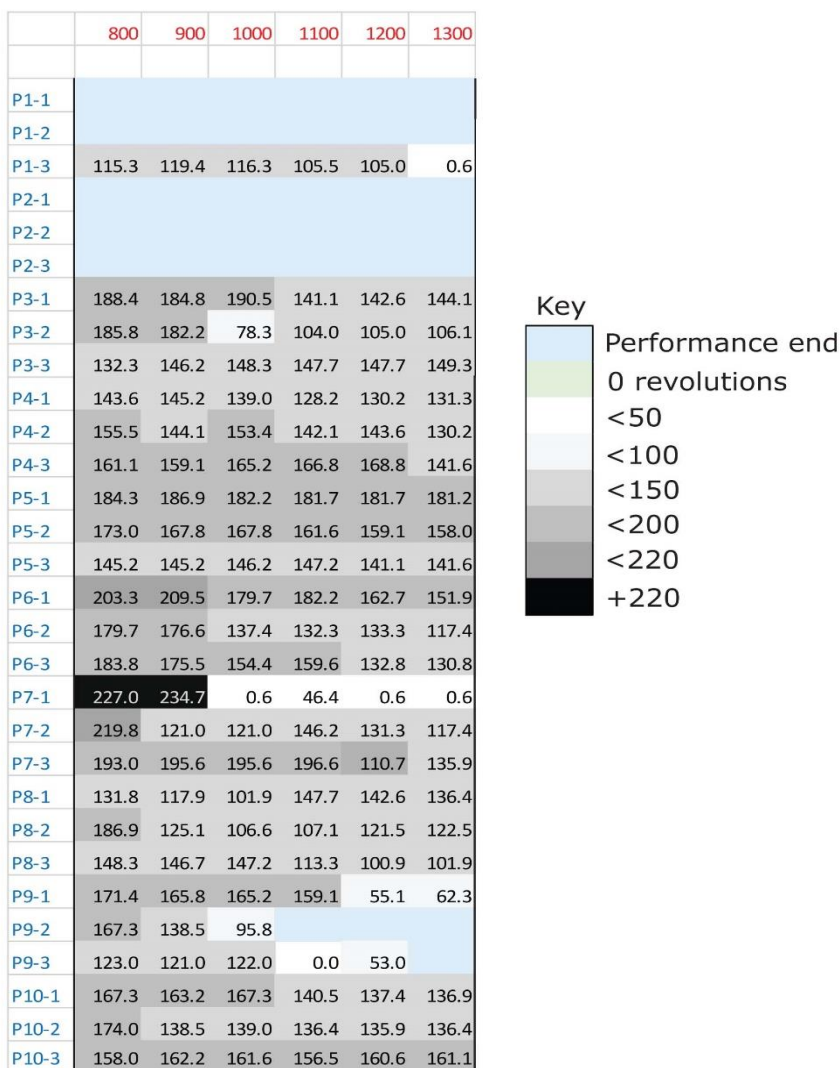 800 900 1000 1100 1200 1300
P1-1
P1-2
P1-3 115.3 119.4 116.3 105.5 105.0 0.6
P2-1
P2-2
P2-3
P3-1 188.4 184.8 190.5 141.1 142.6 144.1
P3-2 185.8 182.2 78.3 104.0 105.0 106.1
P3-3 132.3 146.2 148.3 147.7 147.7 149.3
P4-1 143.6 145.2 139.0 128.2 130.2 131.3
P4-2 155.5 144.1 153.4 142.1 143.6 130.2
P4-3 161.1 159.1 165.2 166.8 168.8 141.6
P5-1 184.3 186.9 182.2 181.7 181.7 181.2
P5-2 173.0 167.8 167.8 161.6 159.1 158.0
P5-3 145.2 145.2 146.2 147.2 141.1 141.6
P6-1 203.3 209.5 179.7 182.2 162.7 151.9
P6-2 179.7 176.6 137.4 132.3 133.3 117.4
P6-3 183.8 175.5 154.4 159.6 132.8 130.8
P7-1 227.0 234.7 0.6 46.4 0.6 0.6
P7-2 219.8 121.0 121.0 146.2 131.3 117.4
P7-3 193.0 195.6 195.6 196.6 110.7 135.9
P8-1 131.8 117.9 101.9 147.7 142.6 136.4
P8-2 186.9 125.1 106.6 107.1 121.5 122.5
P8-3 148.3 146.7 147.2 113.3 100.9 101.9
P9-1 171.4 165.8 165.2 159.1 55.1 62.3
P9-2 167.3 138.5 95.8
P9-3 123.0 121.0 122.0 0.0 53.0
P10-1 167.3 163.2 167.3 140.5 137.4 136.9
P10-2 174.0 138.5 139.0 136.4 135.9 136.4
P10-3 158.0 162.2 161.6 156.5 160.6 161.1
Key
Performance end
0 revolutions
<50
<100
<150
<200
<220
+220